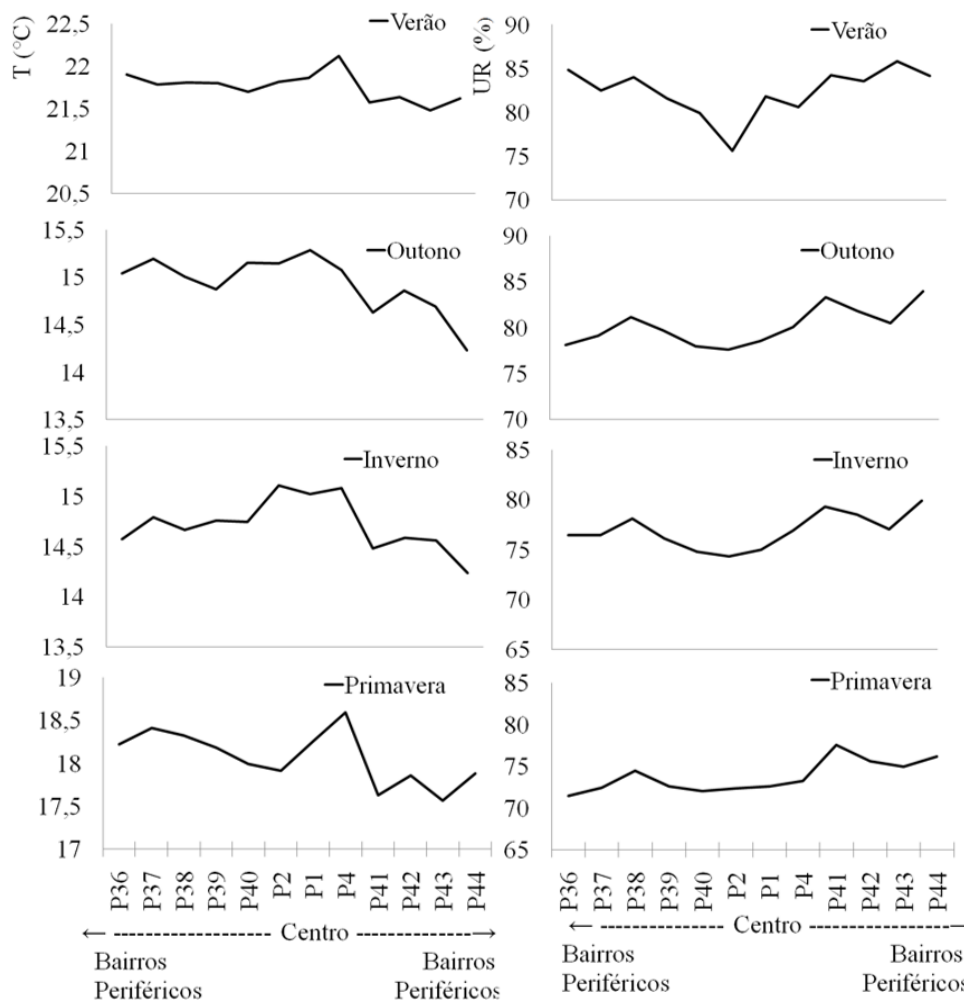 T (°C)
22,5
22
21,5
21
20,5
Verão
UR (%)
90
85
80
75
70
Verão
15,5
15
14,5
14
13,5
Outono
90
85
80
75
70
Outono
15,5
15
14,5
14
13,5
Inverno
85
80
75
70
65
Inverno
19
18,5
18
17,5
17
Primavera
85
80
75
70
65
Primavera
P36
P37
P38
P39
P40
P2
P1
P4
P41
P42
P43
P44
← ---------------- Centro ---------------→
Bairros
Periféricos
Bairros
Periféricos
P36
P37
P38
P39
P40
P2
P1
P4
P41
P42
P43
P44
← ---------------- Centro ---------------→
Bairros
Periféricos
Bairros
Periféricos